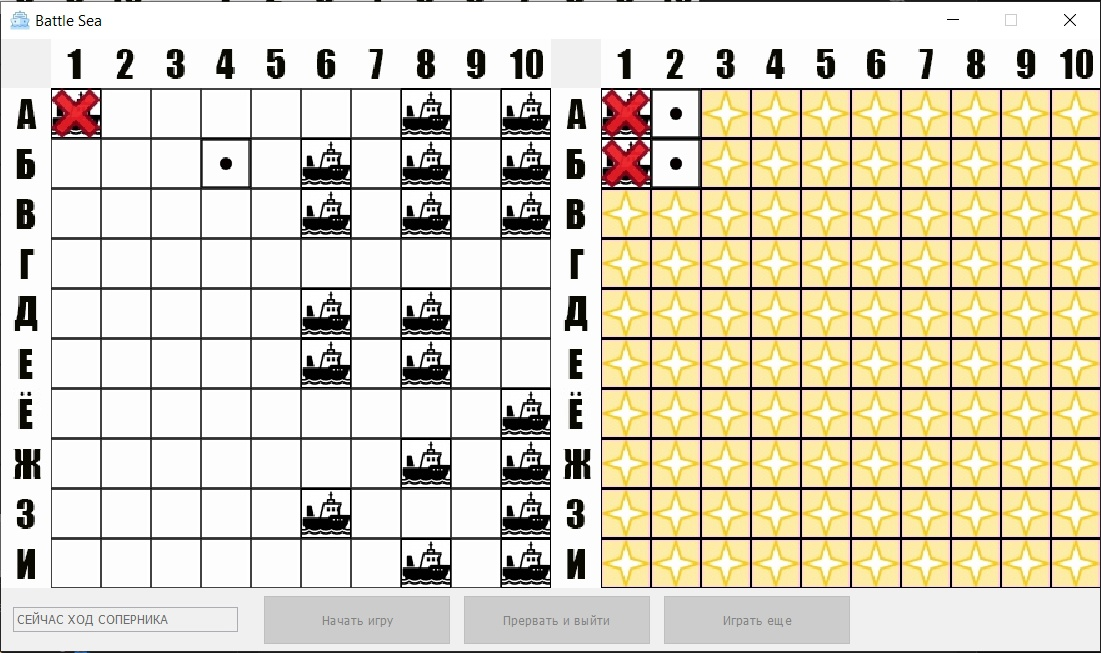 Battle Sea
1 2 3 4 5 6 7 8 9 10 1 2 3 4 5 6 7 8 9 10
А А
Б Б
В В
Г Г
Д Д
Е Е
Ё Ё
Ж Ж
З З
И И
СЕЙЧАС ХОД СОПЕРНИКА Начать игру Прервать и выйти Играть еще